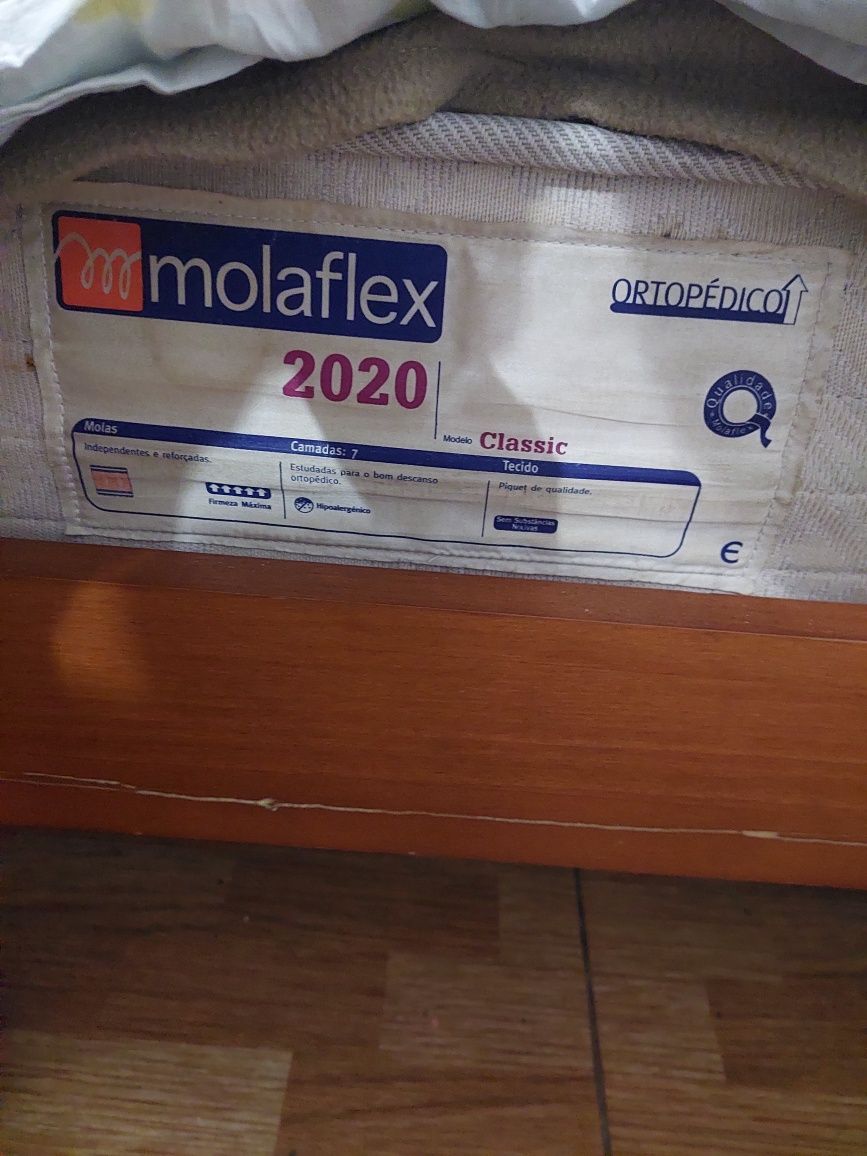 molaflex
ORTOPÉDICO
2020
Qualidade
Molaflex
Modelo Classic
Molas
Independentes e reforçadas.
Firmeza Máxima
Camadas: 7
Estudadas para o bom descanso
ortopédico.
Hipoalergénico
Tecido
Piquet de qualidade.
Sem Substâncias
Nocivas
€